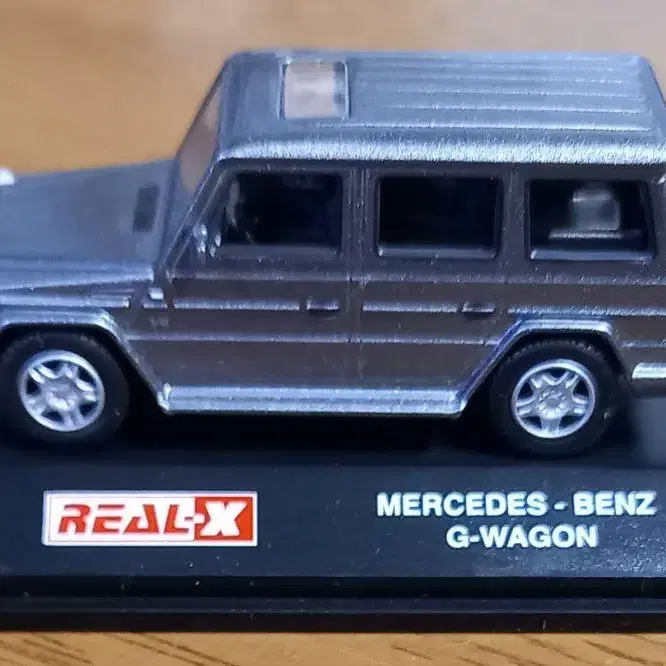 REAL-X
MERCEDES - BENZ
G-WAGON